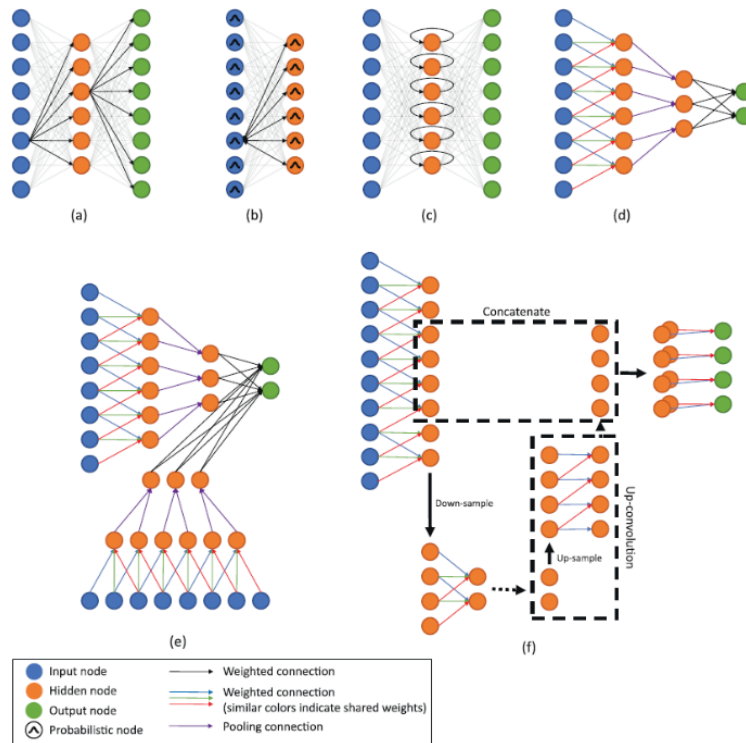 (a)
(b)
(c)
(d)
Concatenate
Down-sample
Up-convolution
Up-sample
(e)
(f)
Input node
Hidden node
Output node
Probabilistic node
Weighted connection
Weighted connection
(similar colors indicate shared weights)
Pooling connection